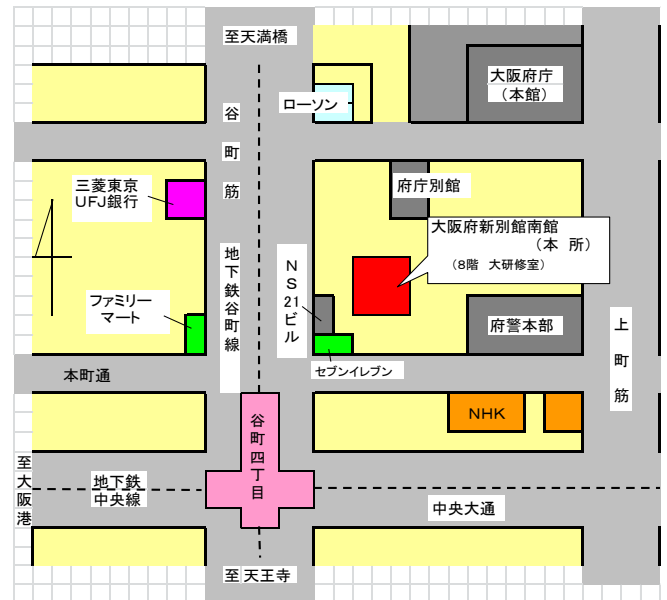 至天満橋
大阪府庁
（本館）
ローソン
谷町筋
三菱東京
UFJ銀行
府庁別館
大阪府新別館南館
（本 所）
（8階 大研修室）
地下鉄谷町線
NS21ビル
ファミリー
マート
府警本部
上町筋
セブンイレブン
本町通
NHK
谷町四丁目
至大阪港
地下鉄
中央線
中央大通
至天王寺